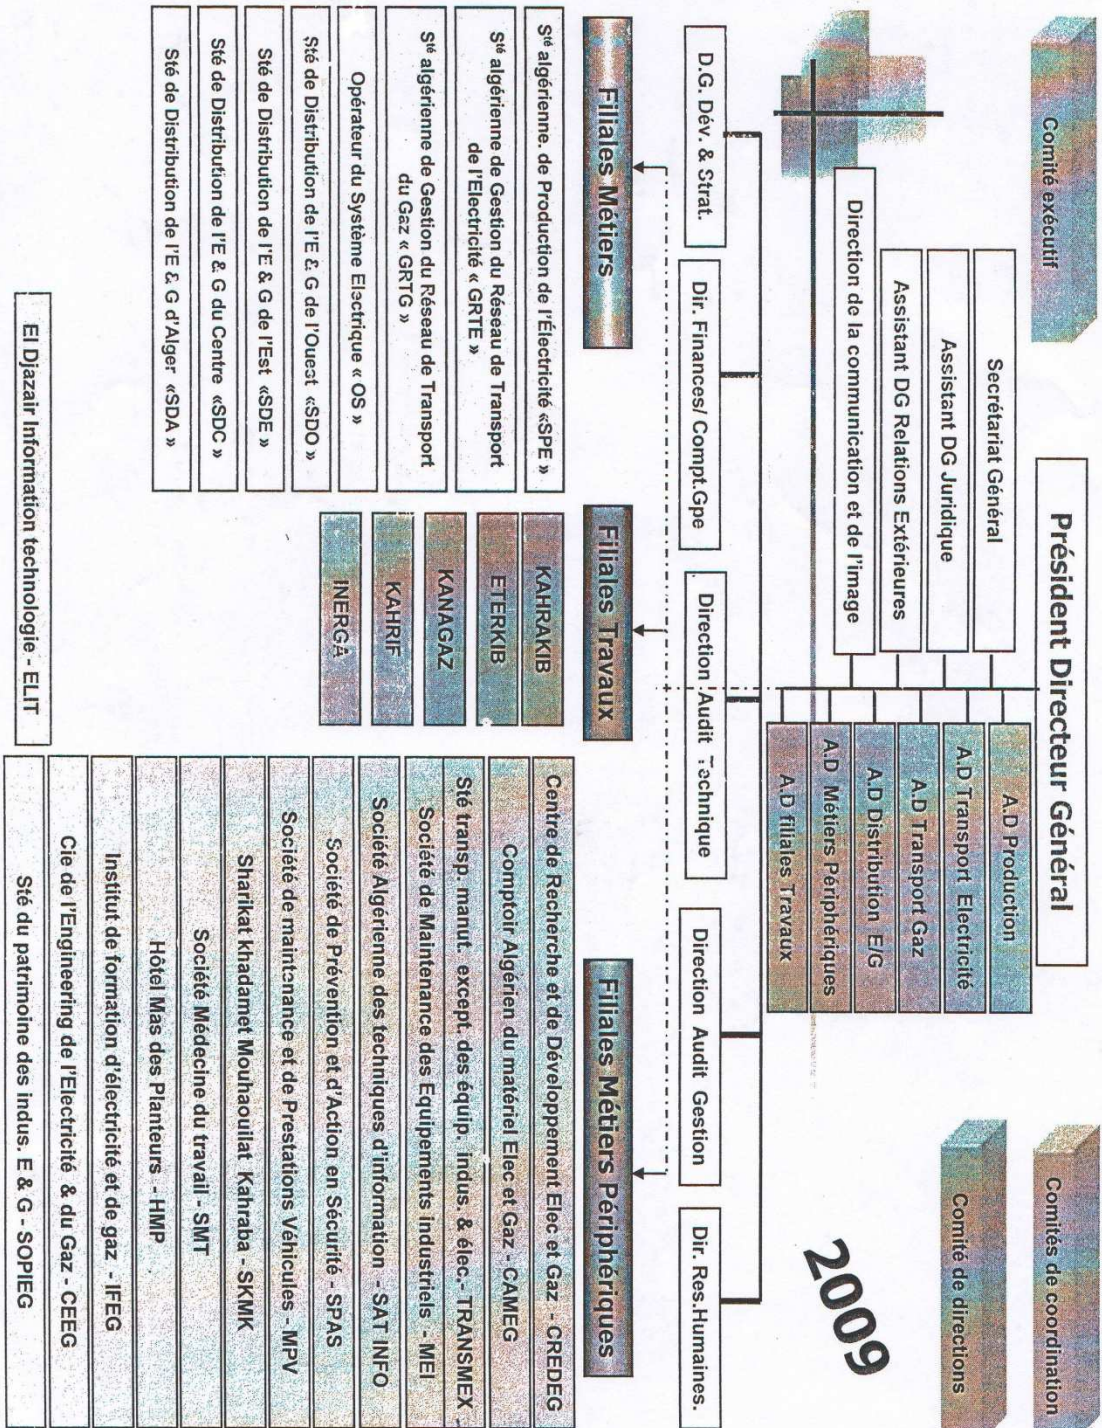 Comité exécutif
Président Directeur Général
Comités de coordination
Comité de directions
2009
Secrétariat Général
Assistant DG Juridique
Assistant DG Relations Extérieures
Direction de la communication et de l'image
A.D Production
A.D Transport Electricité
A.D Transport Gaz
A.D Distribution E/G
A.D Métiers Périphériques
A.D filiales Travaux
D.G. Dév. & Strat.
Dir. Finances/ Compt.Gpe
Direction Audit Technique
Direction Audit Gestion
Dir. Res.Humaines.
Filiales Métiers
Sté algérienne. de Production de l'Électricité «SPE »
Sté algérienne de Gestion du Réseau de Transport
de l'Electricité « GRTE »
Sté algérienne de Gestion du Réseau de Transport
du Gaz « GRTG »
Opérateur du Système Electrique « OS »
Sté de Distribution de l'E & G de l'Ouest «SDO »
Sté de Distribution de l'E & G de l'Est «SDE »
Sté de Distribution de l'E & G du Centre «SDC »
Sté de Distribution de l'E & G d'Alger «SDA »
Filiales Travaux
KAHRAKIB
ETERKIB
KANAGAZ
KAHRIF
INERGA
Filiales Métiers Périphériques
Centre de Recherche et de Développement Elec et Gaz - CREDEG
Comptoir Algérien du matériel Elec et Gaz - CAMEG
Sté transp. manut. except. des équip. indus. & élec.- TRANSMEX
Société de Maintenance des Equipements industriels - MEI
Société Algérienne des techniques d'information - SAT INFO
Société de Prévention et d'Action en Sécurité - SPAS
Société de maintenance et de Prestations Véhicules - MPV
Sharikat khadamet Mouhaouilat Kahraba - SKMK
Société Médecine du travail - SMT
Hôtel Mas des Planteurs - HMP
Institut de formation d'électricité et de gaz - IFEG
Cie de l'Engineering de l'Electricité & du Gaz - CEEG
Sté du patrimoine des indus. E & G - SOPIEG
El Djazair Information technologie - ELIT